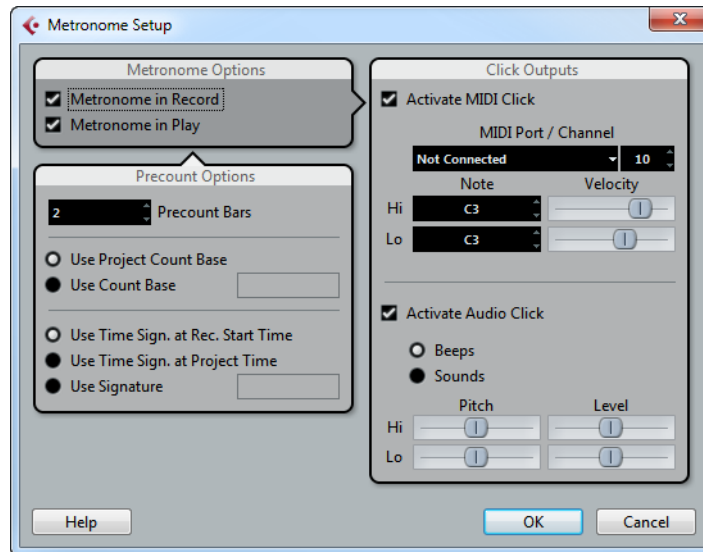 Metronome Setup
Metronome Options
Metronome in Record
Metronome in Play
Precount Options
2 Precount Bars
Use Project Count Base
Use Count Base
Use Time Sign. at Rec. Start Time
Use Time Sign. at Project Time
Use Signature
Click Outputs
Activate MIDI Click
MIDI Port / Channel
Not Connected 10
Note Velocity
Hi C3
Lo C3
Activate Audio Click
Beeps
Sounds
Pitch Level
Hi
Lo
Help OK Cancel